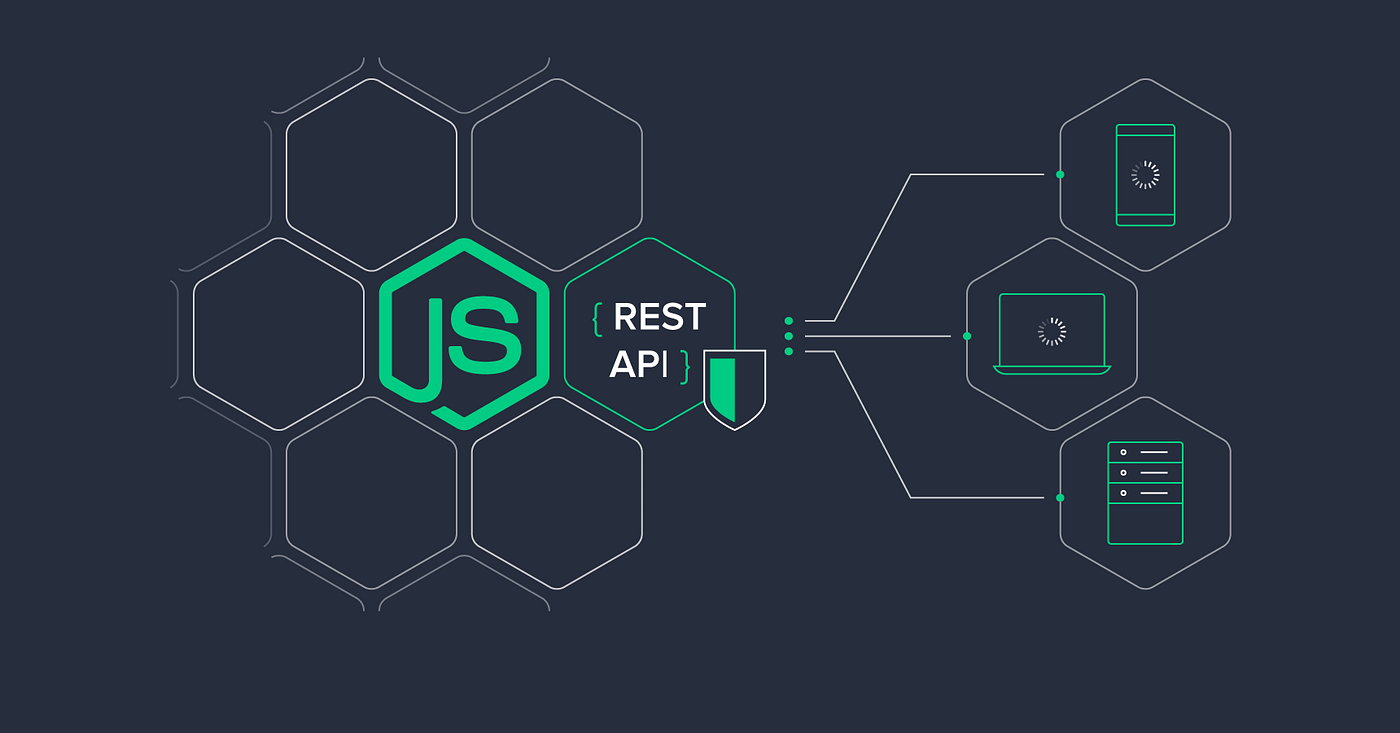 JS
{ REST
API }